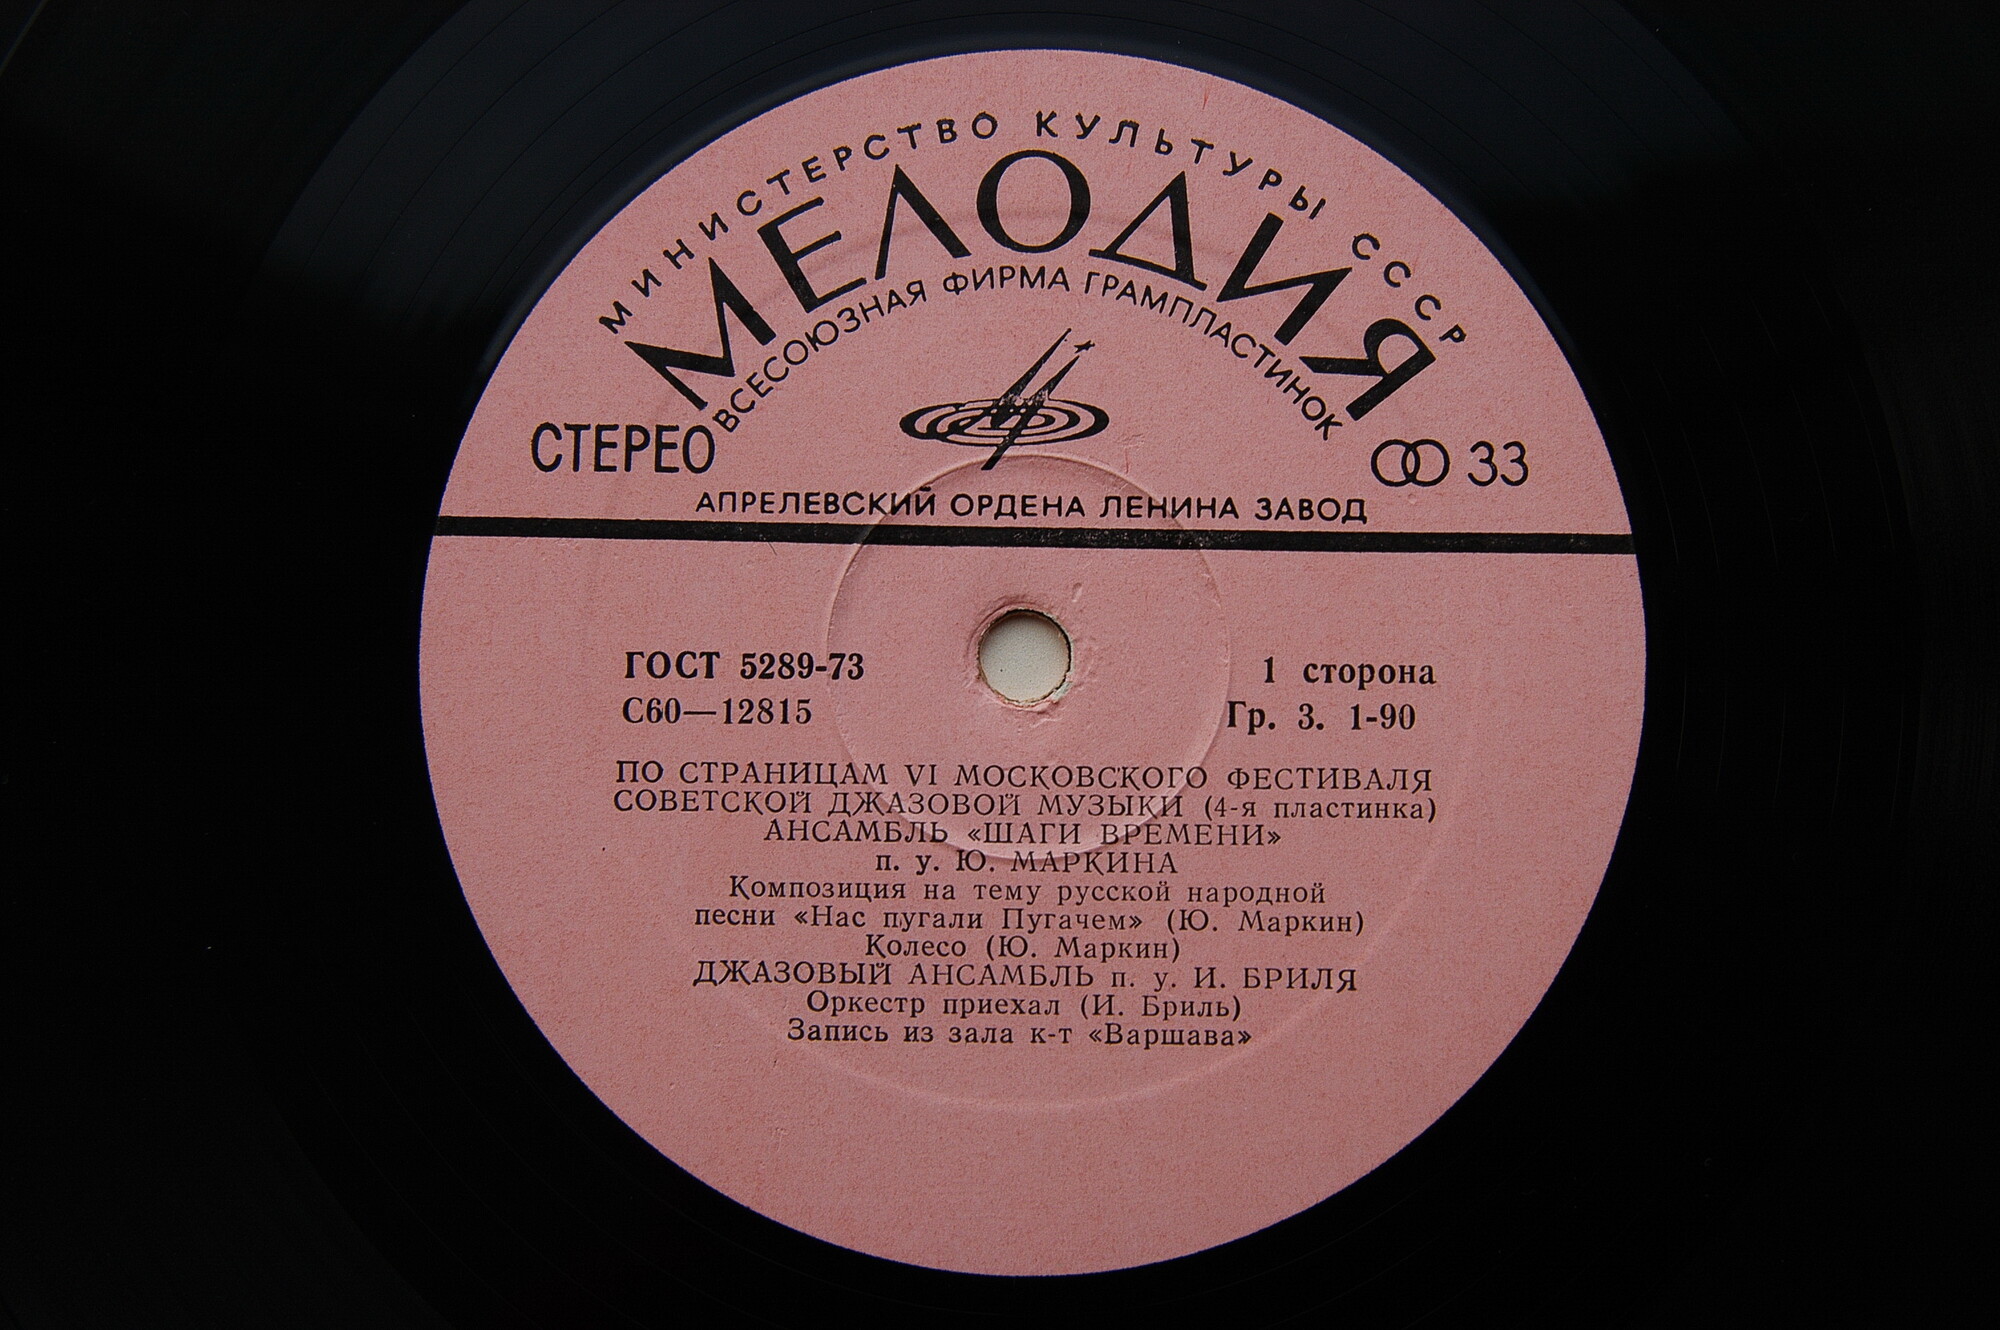 МИНИСТЕРСТВО КУЛЬТУРЫ СССР
МЕЛОДИЯ
ВСЕСОЮЗНАЯ ФИРМА ГРАМПЛАСТИНОК
СТЕРЕО
33
АПРЕЛЕВСКИЙ ОРДЕНА ЛЕНИНА ЗАВОД
ГОСТ 5289-73
1 сторона
С60—12815
Гр. 3. 1-90
ПО СТРАНИЦАМ VI МОСКОВСКОГО ФЕСТИВАЛЯ
СОВЕТСКОЙ ДЖАЗОВОЙ МУЗЫКИ (4-я пластинка)
АНСАМБЛЬ «ШАГИ ВРЕМЕНИ»
п. у. Ю. МАРКИНА
Композиция на тему русской народной
песни «Нас пугали Пугачем» (Ю. Маркин)
Колесо (Ю. Маркин)
ДЖАЗОВЫЙ АНСАМБЛЬ п. у. И. БРИЛЯ
Оркестр приехал (И. Бриль)
Запись из зала к-т «Варшава»